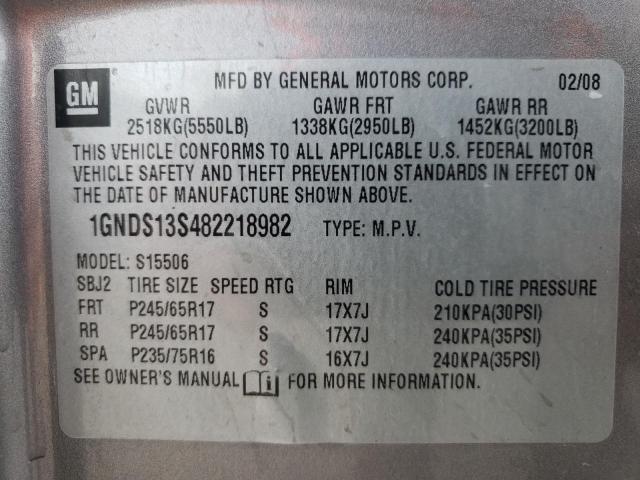 GM
MFD BY GENERAL MOTORS CORP. 02/08
GVWR GAWR FRT GAWR RR
2518KG(5550LB) 1338KG(2950LB) 1452KG(3200LB)
THIS VEHICLE CONFORMS TO ALL APPLICABLE U.S. FEDERAL MOTOR
VEHICLE SAFETY AND THEFT PREVENTION STANDARDS IN EFFECT ON
THE DATE OF MANUFACTURE SHOWN ABOVE.
1GNDS13S482218982 TYPE: M.P.V.
MODEL: S15506
SBJ2 TIRE SIZE SPEED RTG RIM COLD TIRE PRESSURE
FRT P245/65R17 S 17X7J 210KPA(30PSI)
RR P245/65R17 S 17X7J 240KPA(35PSI)
SPA P235/75R16 S 16X7J 240KPA(35PSI)
SEE OWNER'S MANUAL FOR MORE INFORMATION.